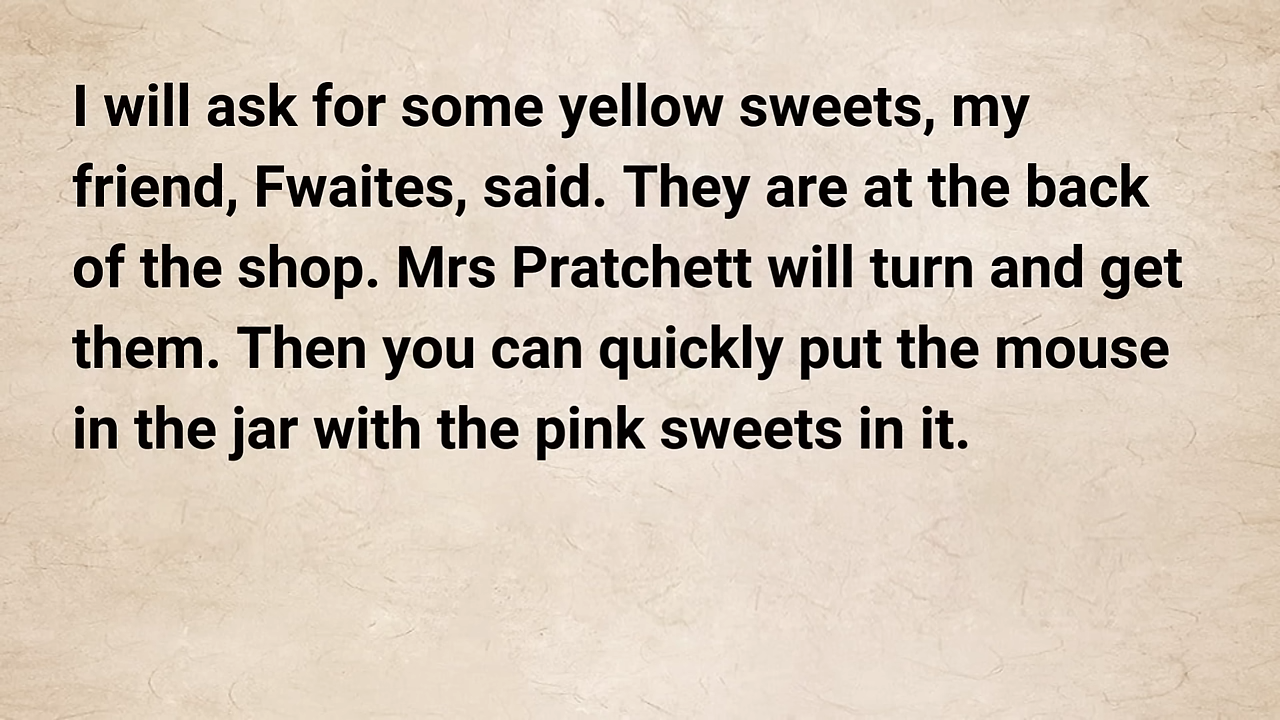 I will ask for some yellow sweets, my
friend, Fwaites, said. They are at the back
of the shop. Mrs Pratchett will turn and get
them. Then you can quickly put the mouse
in the jar with the pink sweets in it.